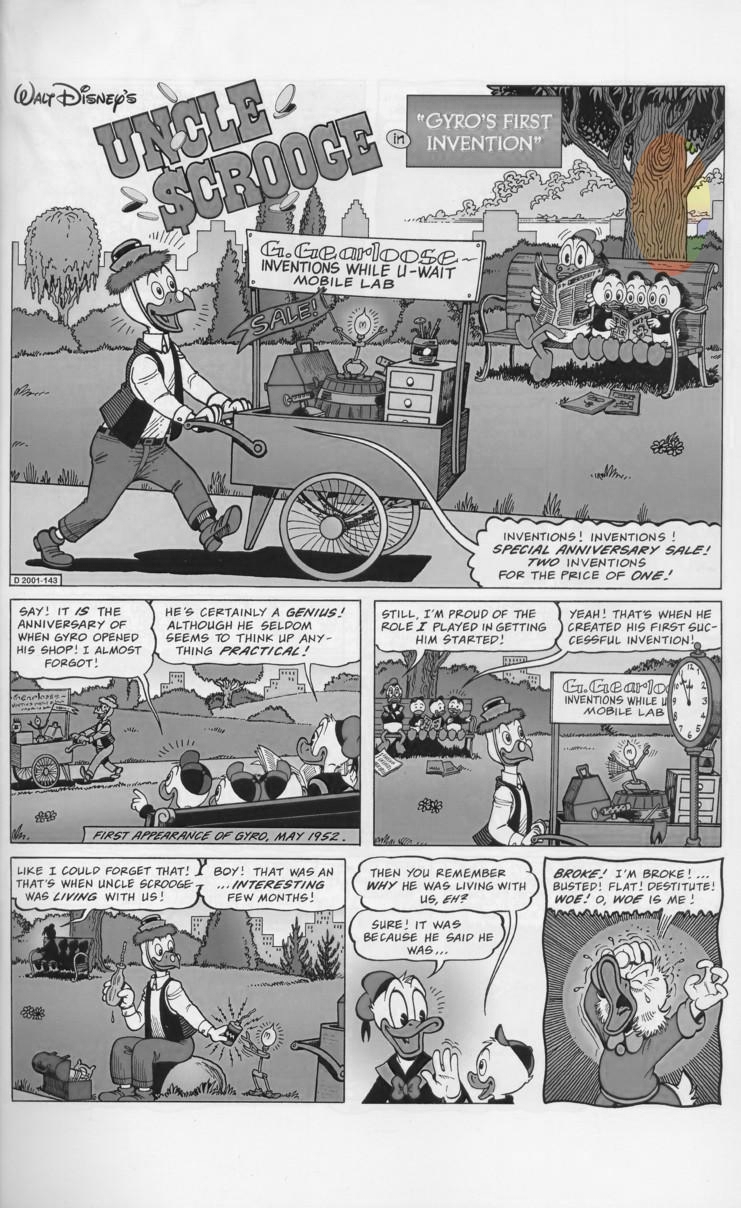 WALT DISNEY'S
UNCLE
$CROOGE
in
"GYRO'S FIRST
INVENTION"
G. Gearloose~
INVENTIONS WHILE U-WAIT
MOBILE LAB
SALE!
INVENTIONS! INVENTIONS!
SPECIAL ANNIVERSARY SALE!
TWO INVENTIONS
FOR THE PRICE OF ONE!
D 2001-143
SAY! IT IS THE
ANNIVERSARY OF
WHEN GYRO OPENED
HIS SHOP! I ALMOST
FORGOT!
HE'S CERTAINLY A GENIUS!
ALTHOUGH HE SELDOM
SEEMS TO THINK UP ANY-
THING PRACTICAL!
FIRST APPEARANCE OF GYRO, MAY 1952.
STILL, I'M PROUD OF THE
ROLE I PLAYED IN GETTING
HIM STARTED!
YEAH! THAT'S WHEN HE
CREATED HIS FIRST SUC-
CESSFUL INVENTION!
G. Gearloo
INVENTIONS WHILE U
MOBILE LAB
LIKE I COULD FORGET THAT!
THAT'S WHEN UNCLE SCROOGE
WAS LIVING WITH US!
BOY! THAT WAS AN
...INTERESTING
FEW MONTHS!
THEN YOU REMEMBER
WHY HE WAS LIVING WITH
US, EH?
SURE! IT WAS
BECAUSE HE SAID HE
WAS...
BROKE! I'M BROKE!...
BUSTED! FLAT! DESTITUTE!
WOE! O, WOE IS ME!